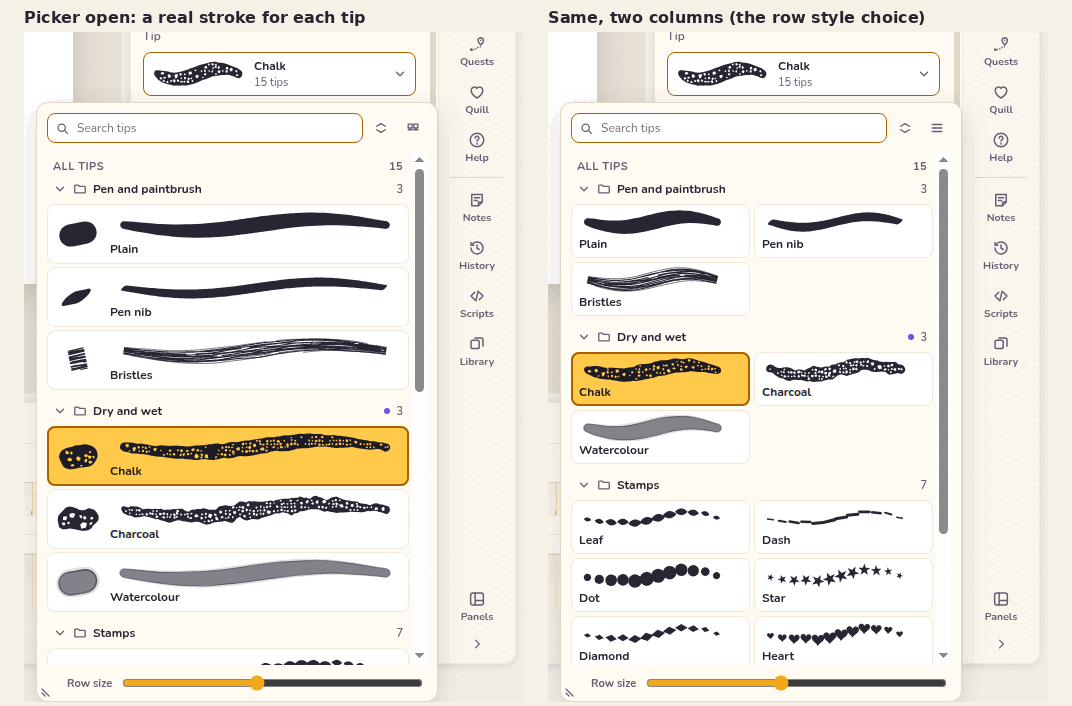 Picker open: a real stroke for each tip
Tip
Chalk
15 tips
Search tips
ALL TIPS 15
Pen and paintbrush 3
Plain
Pen nib
Bristles
Dry and wet 3
Chalk
Charcoal
Watercolour
Stamps 7
Row size
Quests
Quill
Help
Notes
History
Scripts
Library
Panels
Same, two columns (the row style choice)
Tip
Chalk
15 tips
Search tips
ALL TIPS 15
Pen and paintbrush 3
Plain Pen nib
Bristles
Dry and wet 3
Chalk Charcoal
Watercolour
Stamps 7
Leaf Dash
Dot Star
Diamond Heart
Row size
Quests
Quill
Help
Notes
History
Scripts
Library
Panels